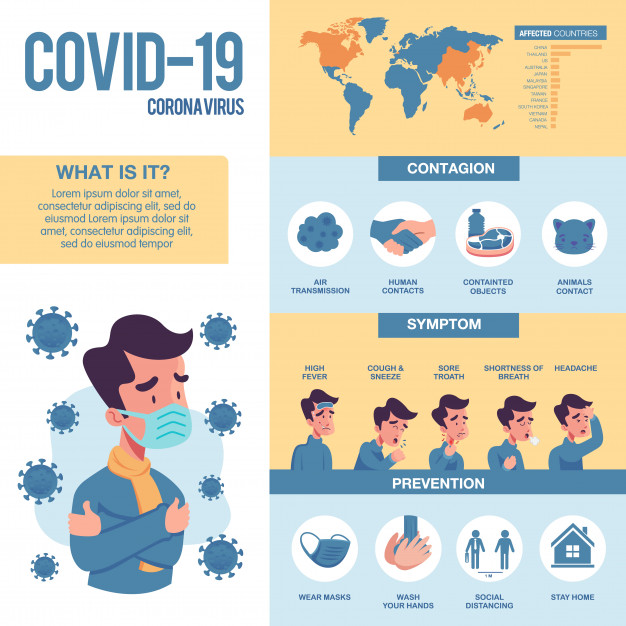 COVID-19
CORONAVIRUS
WHAT IS IT?
Lorem ipsum dolor sit amet,
consectetur adipiscing elit, sed do
eiusmod Lorem ipsum dolor sit
amet, consectetur adipiscing elit,
sed do eiusmod tempor
AFFECTED COUNTRIES
CHINA
THAILAND
US
AUSTRALIA
JAPAN
MALAYSIA
SINGAPORE
TAIWAN
FRANCE
SOUTH KOREA
VIETNAM
CANADA
NEPAL
CONTAGION
AIR
TRANSMISSION
HUMAN
CONTACTS
CONTAINTED
OBJECTS
ANIMALS
CONTACT
SYMPTOM
HIGH
FEVER
COUGH &
SNEEZE
SORE
TROATH
SHORTNESS OF
BREATH
HEADACHE
PREVENTION
WEAR MASKS
WASH
YOUR HANDS
1 M
SOCIAL
DISTANCING
STAY HOME